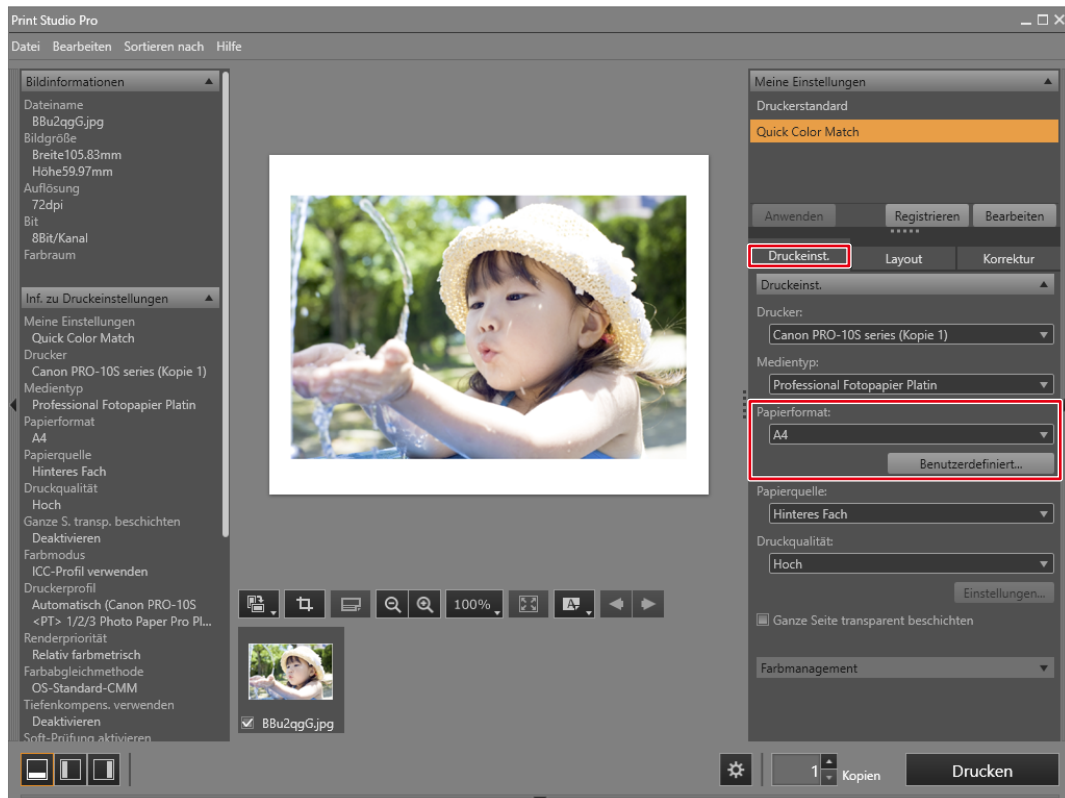 Print Studio Pro
Datei Bearbeiten Sortieren nach Hilfe
Bildinformationen
Dateiname
BBu2qgG.jpg
Bildgröße
Breite105.83mm
Höhe59.97mm
Auflösung
72dpi
Bit
8Bit/Kanal
Farbraum
Inf. zu Druckeinstellungen
Meine Einstellungen
Quick Color Match
Drucker
Canon PRO-10S series (Kopie 1)
Medientyp
Professional Fotopapier Platin
Papierformat
A4
Papierquelle
Hinteres Fach
Druckqualität
Hoch
Ganze S. transp. beschichten
Deaktivieren
Farbmodus
ICC-Profil verwenden
Druckerprofil
Automatisch (Canon PRO-10S
<PT> 1/2/3 Photo Paper Pro Pl...
Renderpriorität
Relativ farbmetrisch
Farbabgleichmethode
OS-Standard-CMM
Tiefenkompens. verwenden
Deaktivieren
Soft-Prüfung aktivieren
100%
A
BBu2qgG.jpg
Meine Einstellungen
Druckerstandard
Quick Color Match
Anwenden Registrieren Bearbeiten
Druckeinst. Layout Korrektur
Druckeinst.
Drucker:
Canon PRO-10S series (Kopie 1)
Medientyp:
Professional Fotopapier Platin
Papierformat:
A4
Benutzerdefiniert...
Papierquelle:
Hinteres Fach
Druckqualität:
Hoch
Einstellungen...
Ganze Seite transparent beschichten
Farbmanagement
1 Kopien Drucken